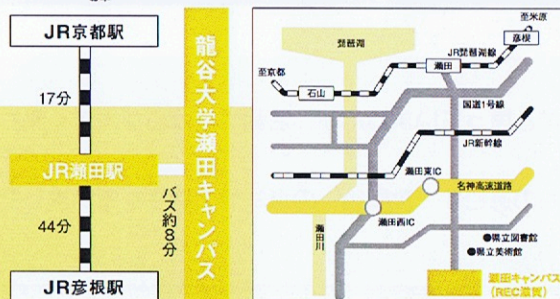 JR京都駅
17分
JR瀬田駅
バス約8分
44分
JR彦根駅
龍谷大学瀬田キャンパス
至米原
彦根
琵琶湖
JR琵琶湖線
瀬田
至京都
石山
国道1号線
JR新幹線
瀬田東IC
名神高速道路
瀬田西IC
瀬田川
●県立図書館
●県立美術館
瀬田キャンパス
(REC滋賀)